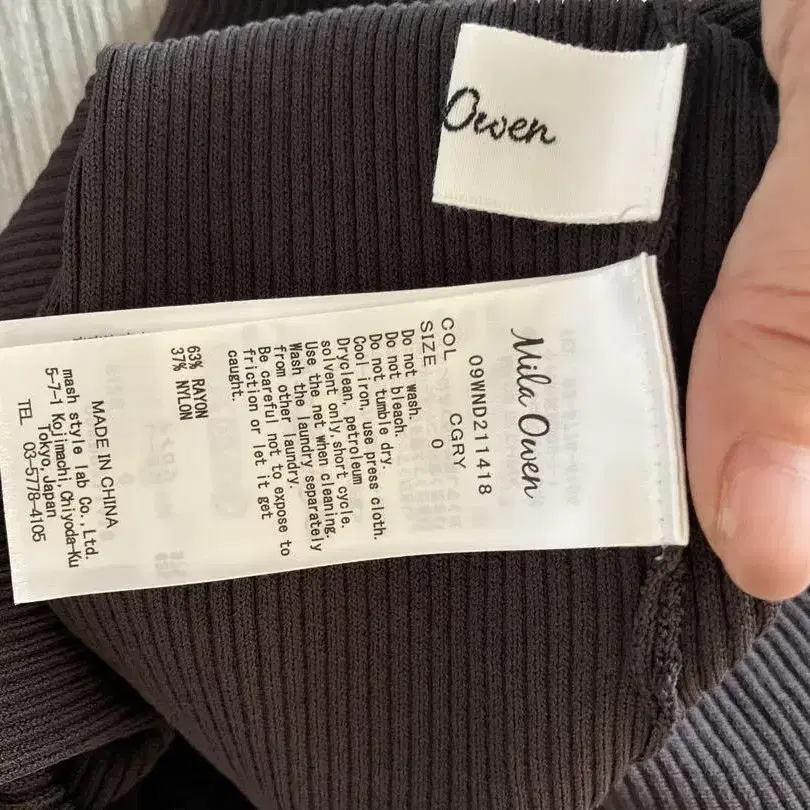 Owen
Mila Owen
09WND211418
COL CGRY
SIZE 0
Do not wash.
Do not bleach.
Do not tumble dry.
Cool iron, use press cloth.
Dryclean, petroleum
solvent only,short cycle.
Use the net when cleaning.
Wash the laundry separately
from other laundry.
Be careful not to expose to
friction or let it get
caught.
63% RAYON
37% NYLON
MADE IN CHINA
mash style lab Co.,Ltd.
5-7-1 Kojimachi,Chiyoda-Ku
Tokyo,Japan
TEL 03-5778-4105